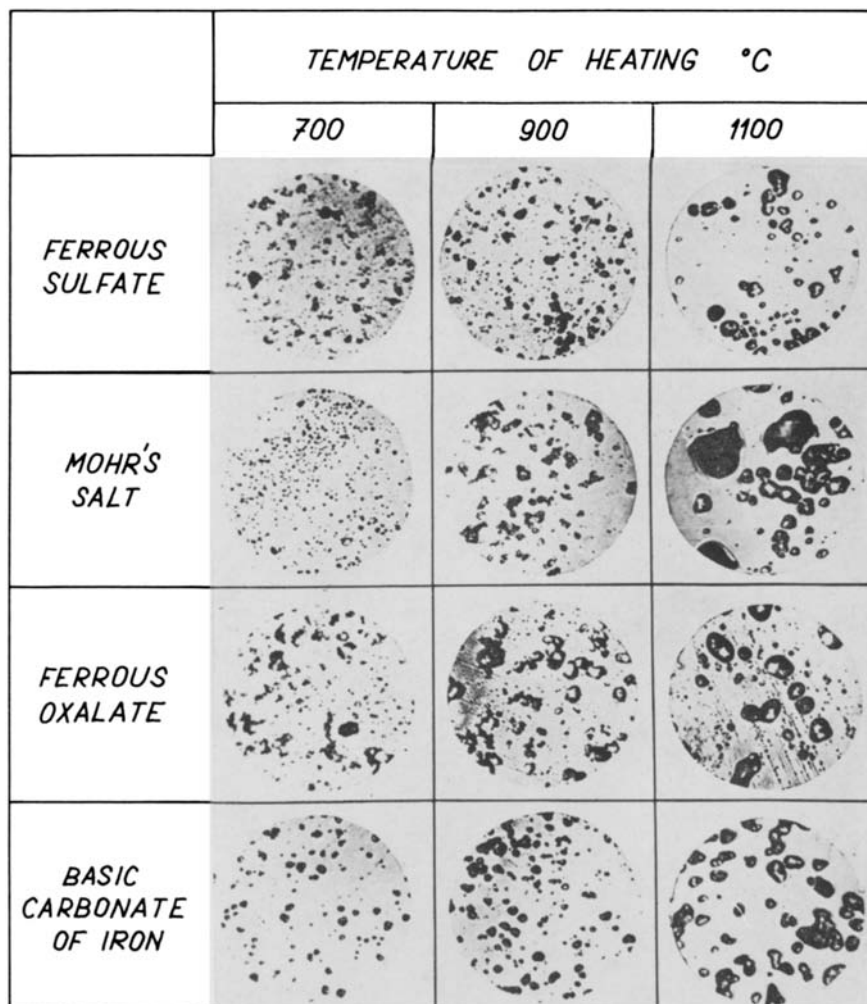 TEMPERATURE OF HEATING °C
700 900 1100
FERROUS
SULFATE
MOHR'S
SALT
FERROUS
OXALATE
BASIC
CARBONATE
OF IRON